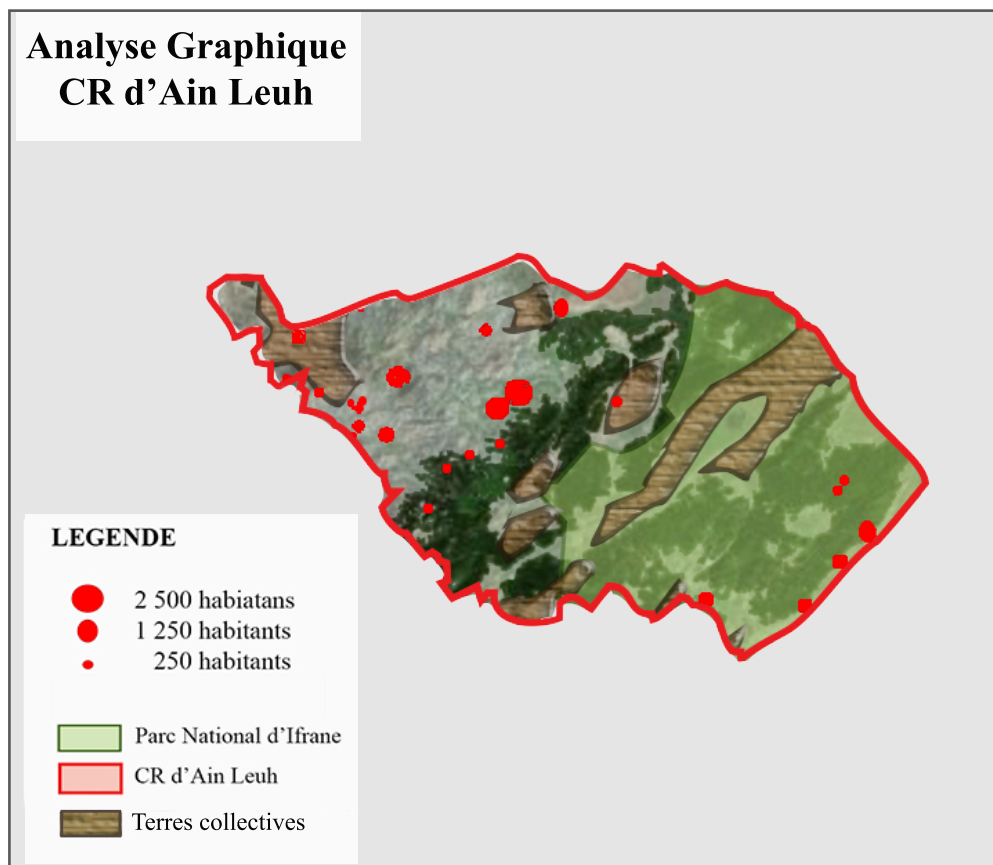 Analyse Graphique
CR d’Ain Leuh
LEGENDE
2 500 habiatans
1 250 habitants
250 habitants
Parc National d’Ifrane
CR d’Ain Leuh
Terres collectives